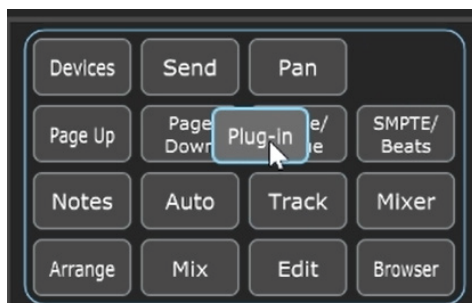 Devices
Send
Pan
Page Up
Page
Down
Plug-in
SMPTE/
Beats
Notes
Auto
Track
Mixer
Arrange
Mix
Edit
Browser